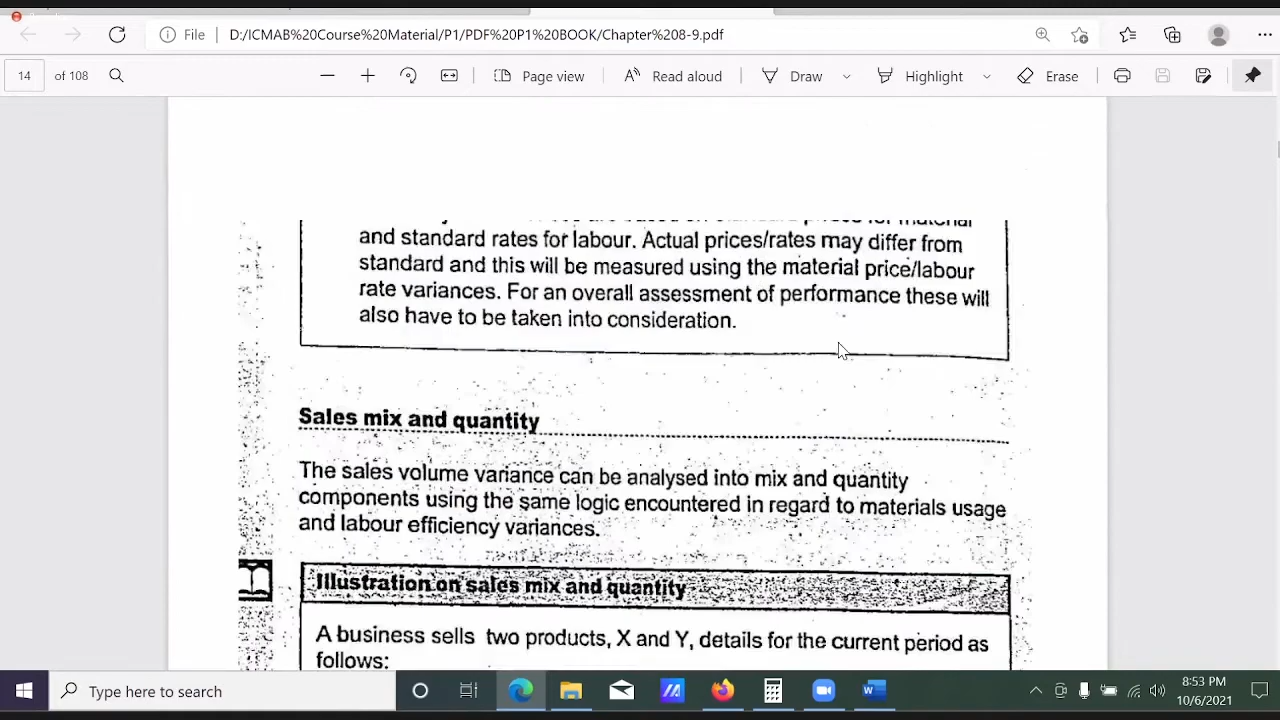 File D:/ICMAB%20Course%20Material/P1/PDF%20P1%20BOOK/Chapter%208-9.pdf
14 of 108 Page view Read aloud Draw Highlight Erase
and standard rates for labour. Actual prices/rates may differ from
standard and this will be measured using the material price/labour
rate variances. For an overall assessment of performance these will
also have to be taken into consideration.
Sales mix and quantity
The sales volume variance can be analysed into mix and quantity
components using the same logic encountered in regard to materials usage
and labour efficiency variances.
Illustration on sales mix and quantity
A business sells two products, X and Y, details for the current period as
follows:
Type here to search
8:53 PM
10/6/2021